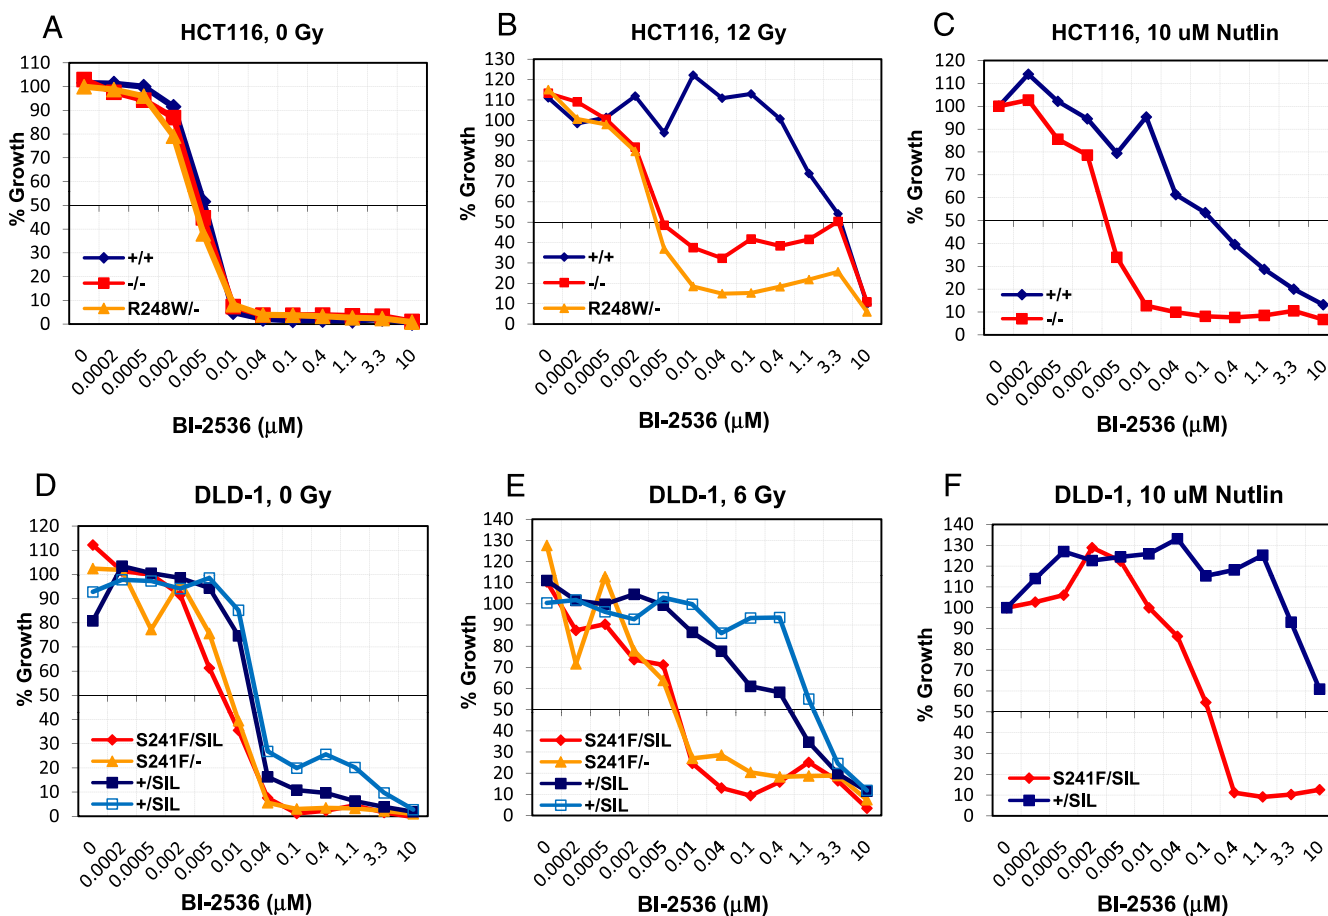 A
HCT116, 0 Gy
110
100
90
80
70
60
50
40
30
20
10
0
% Growth
+/+
-/-
R248W/-
0 0.0002 0.0005 0.002 0.005 0.01 0.04 0.1 0.4 1.1 3.3 10
BI-2536 (μM)
B
HCT116, 12 Gy
130
120
110
100
90
80
70
60
50
40
30
20
10
0
% Growth
+/+
-/-
R248W/-
0 0.0002 0.0005 0.002 0.005 0.01 0.04 0.1 0.4 1.1 3.3 10
BI-2536 (μM)
C
HCT116, 10 uM Nutlin
120
110
100
90
80
70
60
50
40
30
20
10
0
% Growth
+/+
-/-
0 0.0002 0.0005 0.002 0.005 0.01 0.04 0.1 0.4 1.1 3.3 10
BI-2536 (μM)
D
DLD-1, 0 Gy
120
110
100
90
80
70
60
50
40
30
20
10
0
% Growth
S241F/SIL
S241F/-
+/SIL
+/SIL
0 0.0002 0.0005 0.002 0.005 0.01 0.04 0.1 0.4 1.1 3.3 10
BI-2536 (μM)
E
DLD-1, 6 Gy
140
130
120
110
100
90
80
70
60
50
40
30
20
10
0
% Growth
S241F/SIL
S241F/-
+/SIL
+/SIL
0 0.0002 0.0005 0.002 0.005 0.01 0.04 0.1 0.4 1.1 3.3 10
BI-2536 (μM)
F
DLD-1, 10 uM Nutlin
140
130
120
110
100
90
80
70
60
50
40
30
20
10
0
% Growth
S241F/SIL
+/SIL
0 0.0002 0.0005 0.002 0.005 0.01 0.04 0.1 0.4 1.1 3.3 10
BI-2536 (μM)